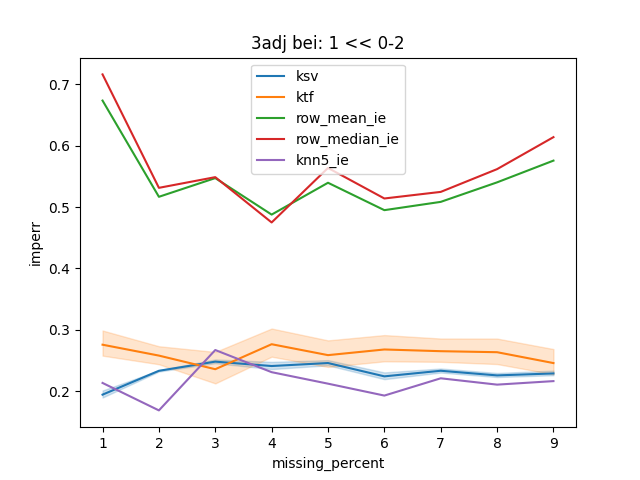 3adj bei: 1 << 0-2
ksv
ktf
row_mean_ie
row_median_ie
knn5_ie
imperr
0.7
0.6
0.5
0.4
0.3
0.2
1 2 3 4 5 6 7 8 9
missing_percent